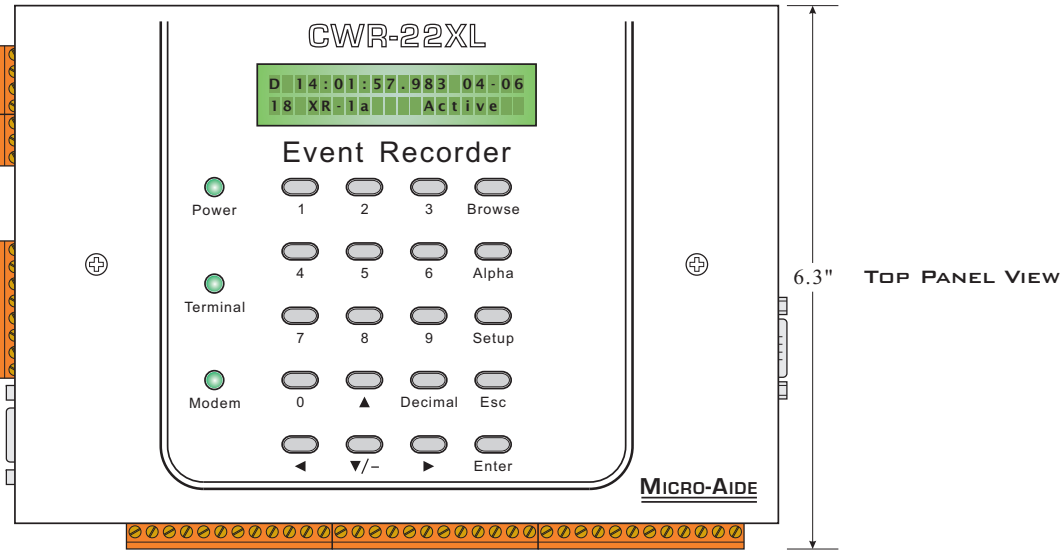 CWR-22XL
D 14:01:57.983 04-06
18 XR-1a Active
Event Recorder
Power 1 2 3 Browse
4 5 6 Alpha
Terminal
7 8 9 Setup
Modem 0 ▲ Decimal Esc
◄ ▼/– ► Enter
MICRO-AIDE
6.3"
TOP PANEL VIEW